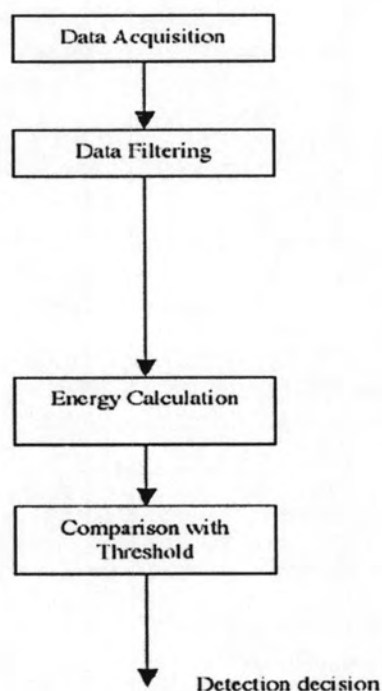 Data Acquisition
Data Filtering
Energy Calculation
Comparison with
Threshold
Detection decision